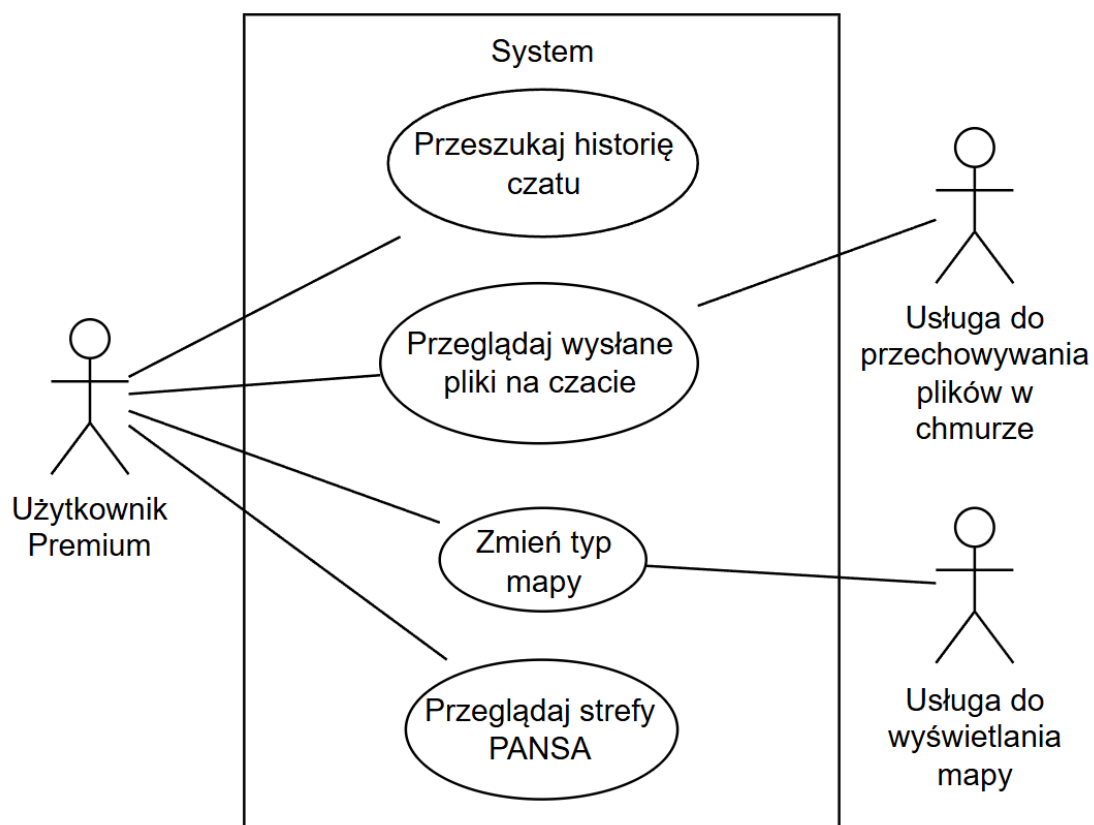 System
Przeszukaj historię
czatu
Przeglądaj wysłane
pliki na czacie
Zmień typ
mapy
Przeglądaj strefy
PANSA
Użytkownik
Premium
Usługa do
przechowywania
plików w
chmurze
Usługa do
wyświetlania
mapy